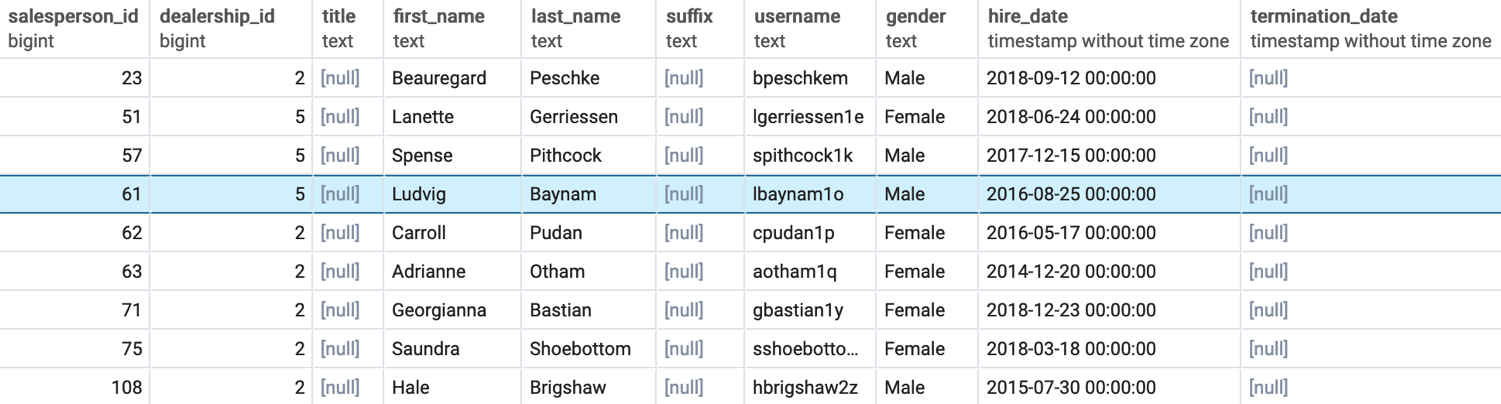 salesperson_id dealership_id title first_name last_name suffix username gender hire_date termination_date
bigint bigint text text text text text text timestamp without time zone timestamp without time zone
23 2 [null] Beauregard Peschke [null] bpeschkem Male 2018-09-12 00:00:00 [null]
51 5 [null] Lanette Gerriessen [null] lgerriessen1e Female 2018-06-24 00:00:00 [null]
57 5 [null] Spense Pithcock [null] spithcock1k Male 2017-12-15 00:00:00 [null]
61 5 [null] Ludvig Baynam [null] lbaynam1o Male 2016-08-25 00:00:00 [null]
62 2 [null] Carroll Pudan [null] cpudan1p Female 2016-05-17 00:00:00 [null]
63 2 [null] Adrianne Otham [null] aotham1q Female 2014-12-20 00:00:00 [null]
71 2 [null] Georgianna Bastian [null] gbastian1y Female 2018-12-23 00:00:00 [null]
75 2 [null] Saundra Shoebottom [null] sshoebotto… Female 2018-03-18 00:00:00 [null]
108 2 [null] Hale Brigshaw [null] hbrigshaw2z Male 2015-07-30 00:00:00 [null]